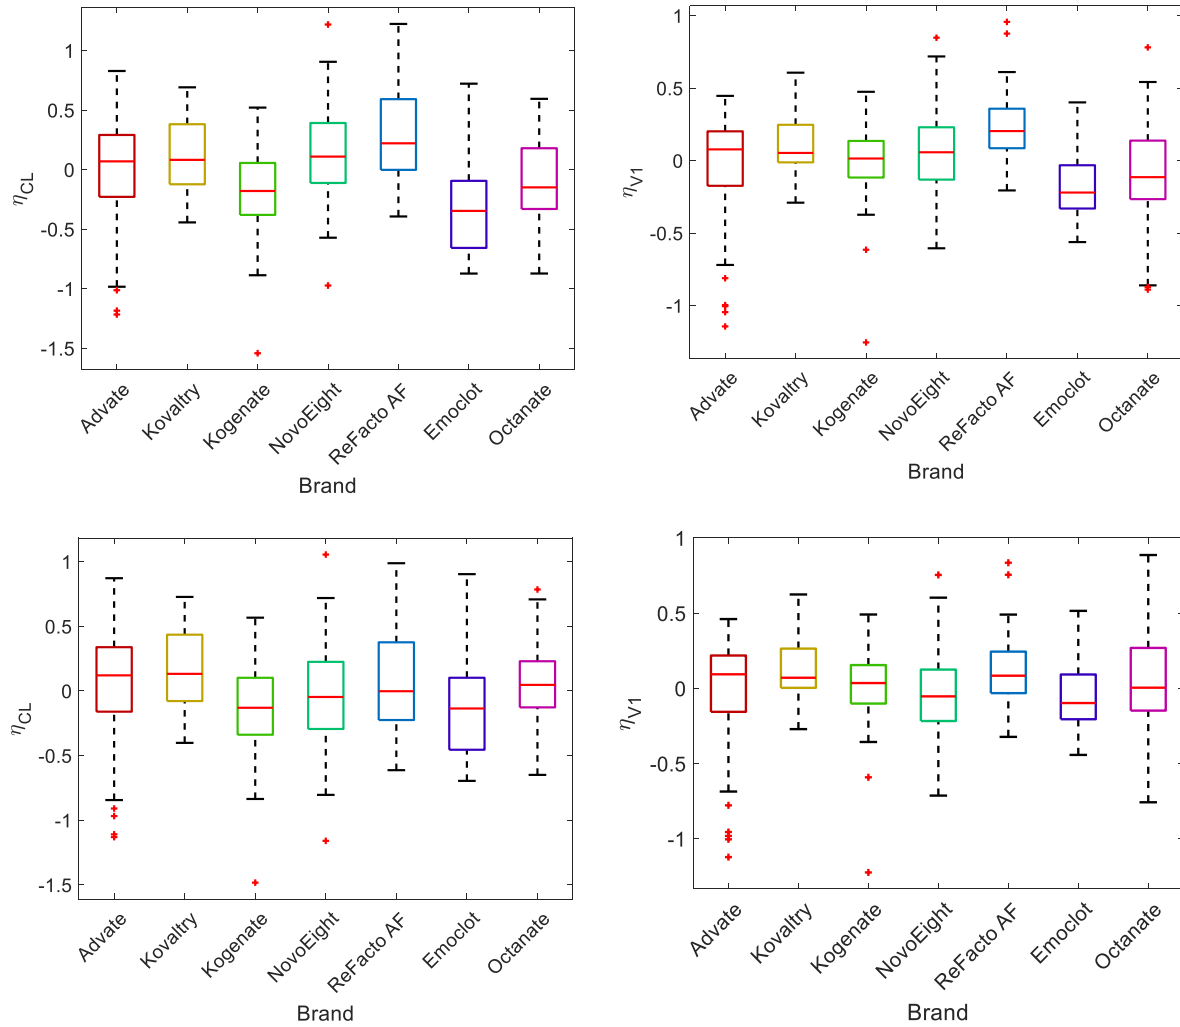 1
0.5
0
-0.5
-1
-1.5
ηCL
Advate
Kovaltry
Kogenate
NovoEight
ReFacto AF
Emoclot
Octanate
Brand
1
0.5
0
-0.5
-1
ηV1
Advate
Kovaltry
Kogenate
NovoEight
ReFacto AF
Emoclot
Octanate
Brand
1
0.5
0
-0.5
-1
-1.5
ηCL
Advate
Kovaltry
Kogenate
NovoEight
ReFacto AF
Emoclot
Octanate
Brand
1
0.5
0
-0.5
-1
ηV1
Advate
Kovaltry
Kogenate
NovoEight
ReFacto AF
Emoclot
Octanate
Brand